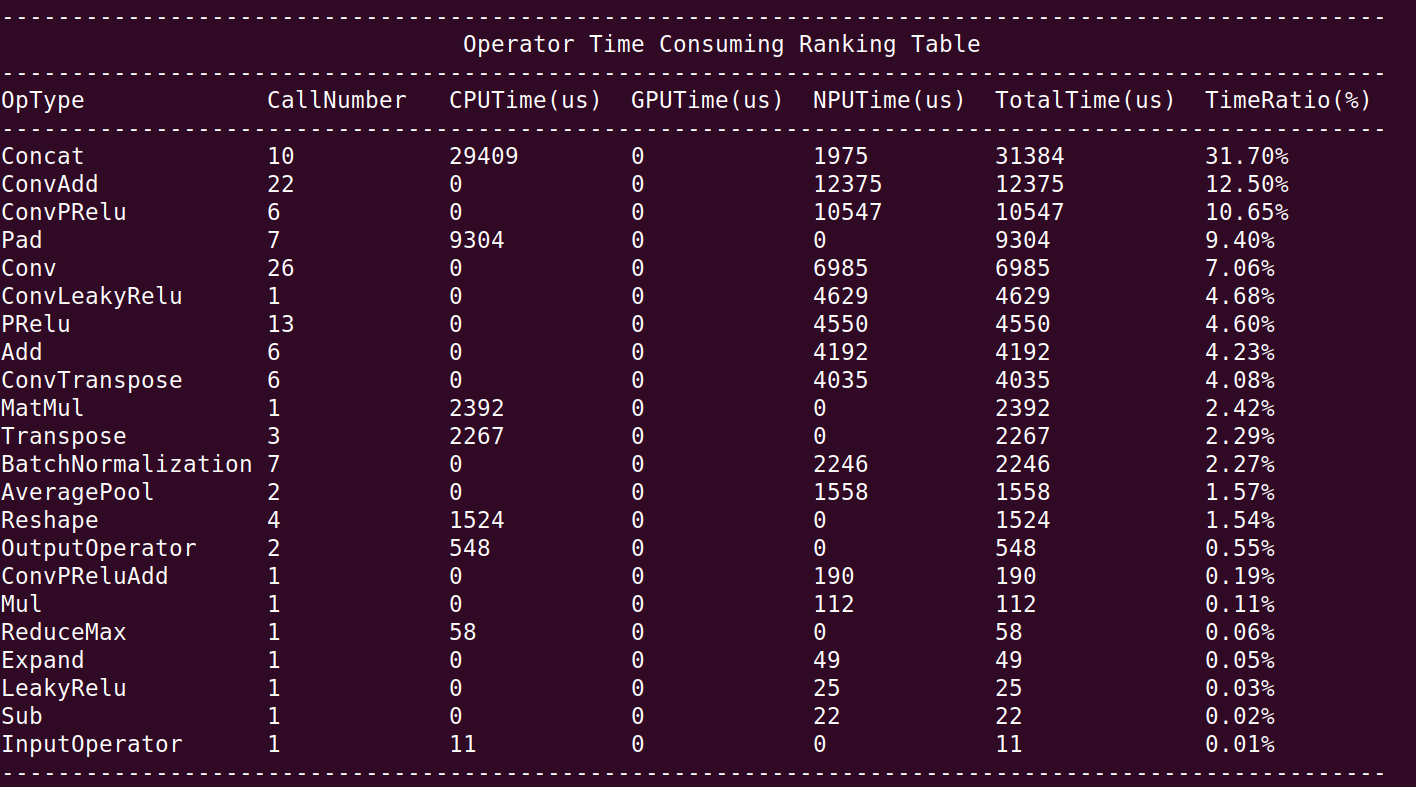 ---------------------------------------------------------------------------------------------------
Operator Time Consuming Ranking Table
---------------------------------------------------------------------------------------------------
OpType             CallNumber   CPUTime(us)  GPUTime(us)  NPUTime(us)  TotalTime(us)  TimeRatio(%)
---------------------------------------------------------------------------------------------------
Concat             10           29409        0            1975         31384          31.70%
ConvAdd            22           0            0            12375        12375          12.50%
ConvPRelu          6            0            0            10547        10547          10.65%
Pad                7            9304         0            0            9304           9.40%
Conv               26           0            0            6985         6985           7.06%
ConvLeakyRelu      1            0            0            4629         4629           4.68%
PRelu              13           0            0            4550         4550           4.60%
Add                6            0            0            4192         4192           4.23%
ConvTranspose      6            0            0            4035         4035           4.08%
MatMul             1            2392         0            0            2392           2.42%
Transpose          3            2267         0            0            2267           2.29%
BatchNormalization 7            0            0            2246         2246           2.27%
AveragePool        2            0            0            1558         1558           1.57%
Reshape            4            1524         0            0            1524           1.54%
OutputOperator     2            548          0            0            548            0.55%
ConvPReluAdd       1            0            0            190          190            0.19%
Mul                1            0            0            112          112            0.11%
ReduceMax          1            58           0            0            58             0.06%
Expand             1            0            0            49           49             0.05%
LeakyRelu          1            0            0            25           25             0.03%
Sub                1            0            0            22           22             0.02%
InputOperator      1            11           0            0            11             0.01%
---------------------------------------------------------------------------------------------------